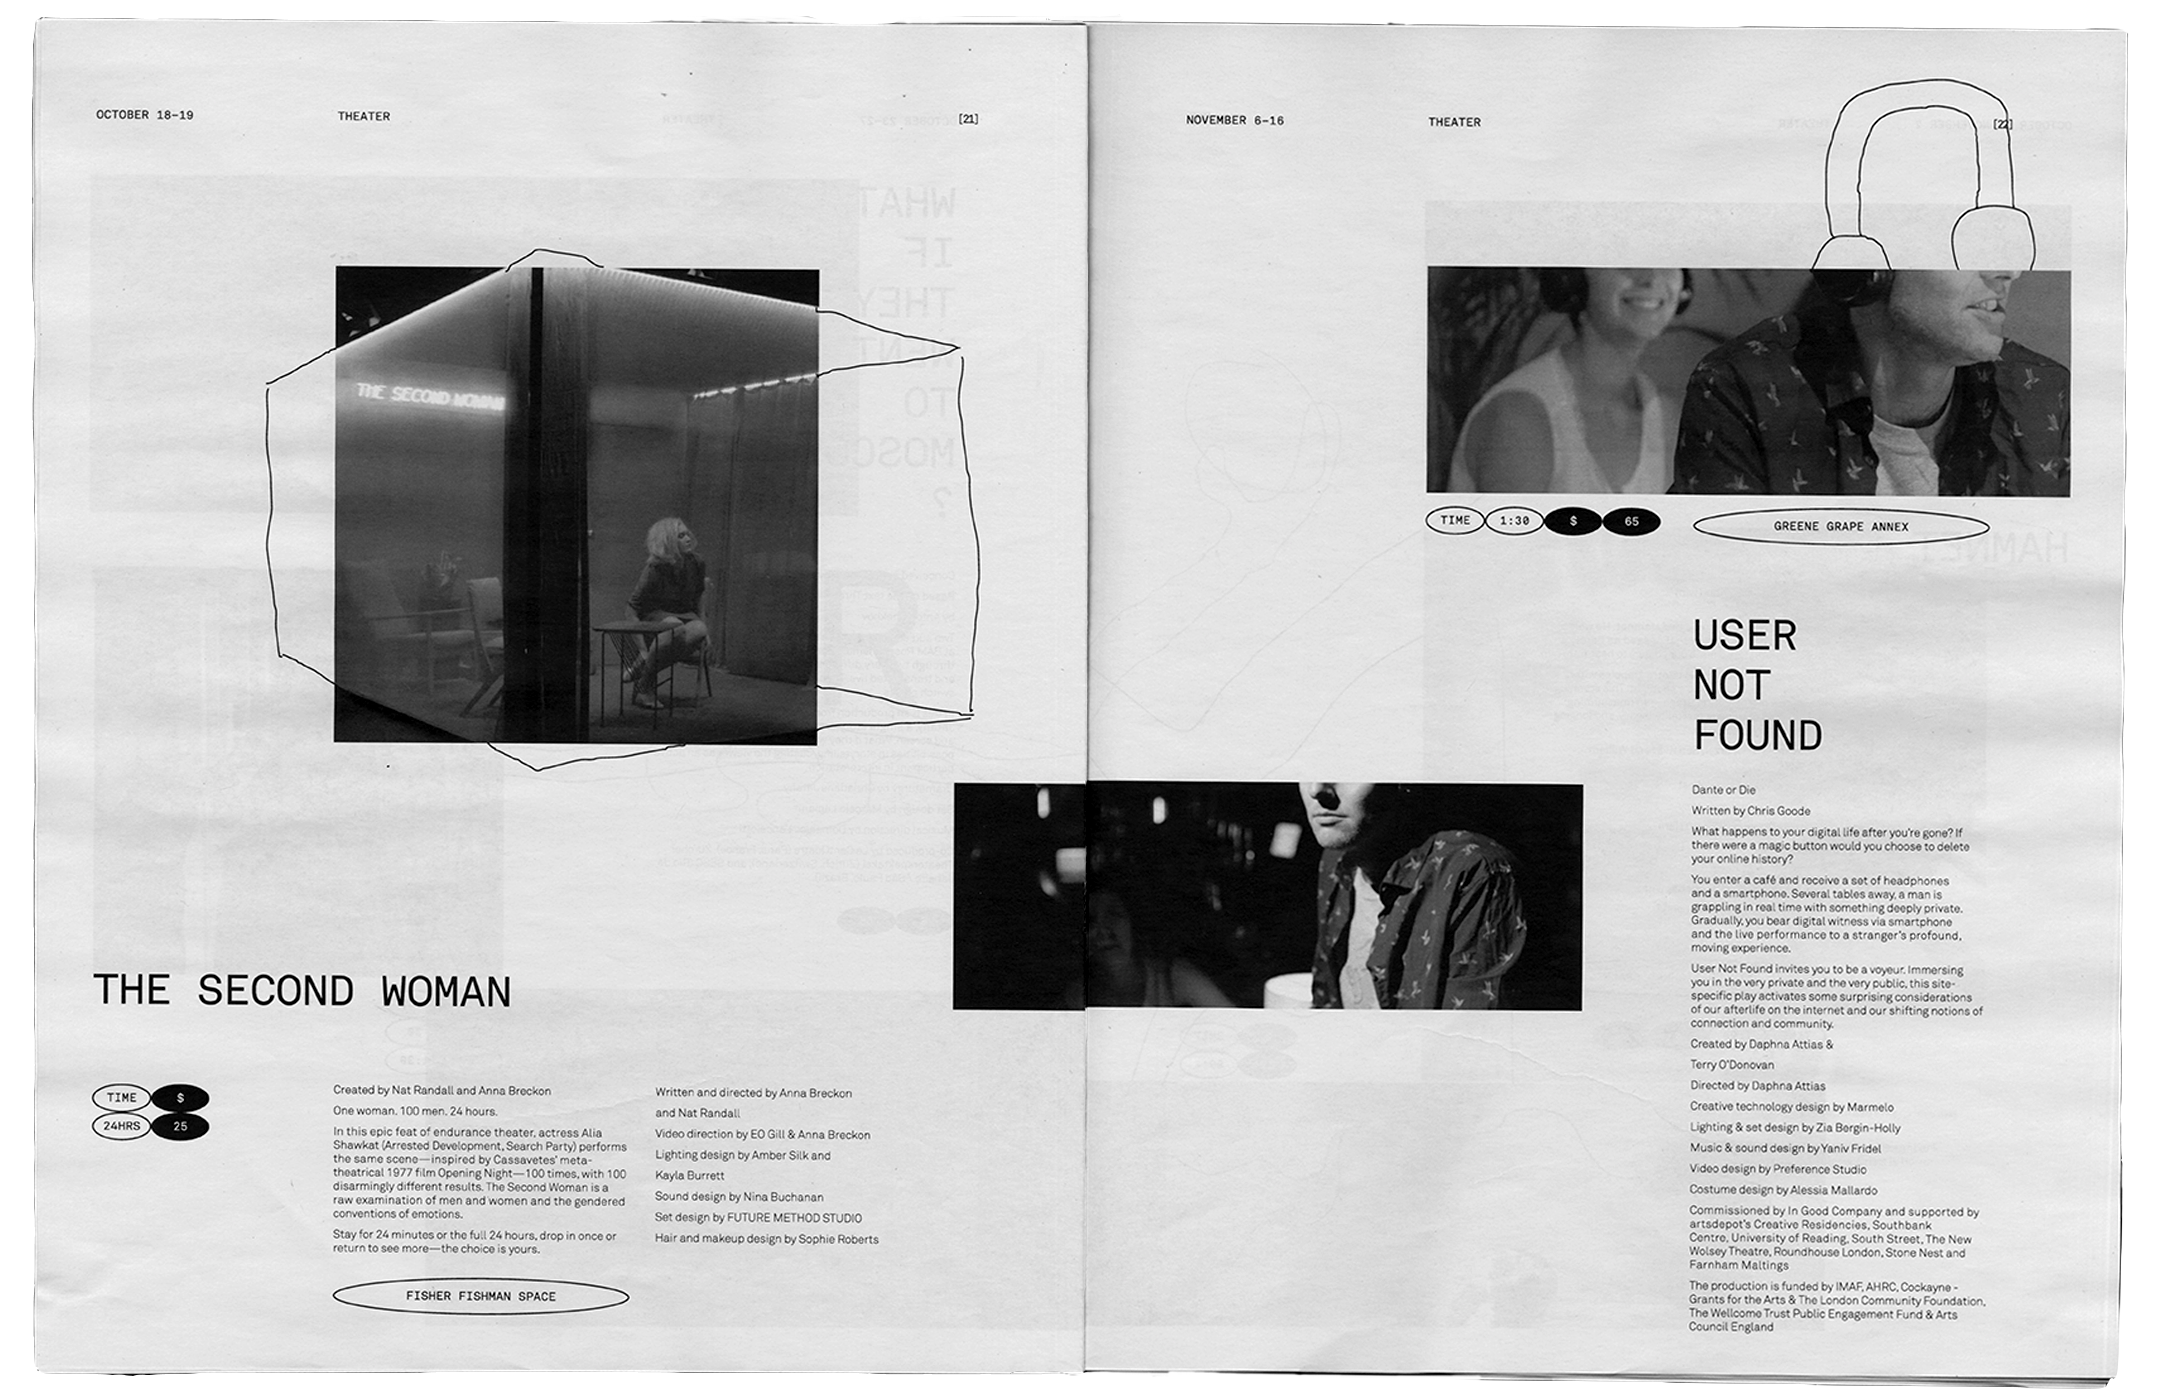 OCTOBER 18–19
THEATER
[21]
THE SECOND WOMAN
THE SECOND WOMAN
TIME
$
24HRS
25
Created by Nat Randall and Anna Breckon
One woman. 100 men. 24 hours.
In this epic feat of endurance theater, actress Alia
Shawkat (Arrested Development, Search Party) performs
the same scene—inspired by Cassavetes' meta-
theatrical 1977 film Opening Night—100 times, with 100
disarmingly different results. The Second Woman is a
raw examination of men and women and the gendered
conventions of emotions.
Stay for 24 minutes or the full 24 hours, drop in once or
return to see more—the choice is yours.
FISHER FISHMAN SPACE
Written and directed by Anna Breckon
and Nat Randall
Video direction by EO Gill & Anna Breckon
Lighting design by Amber Silk and
Kayla Burrett
Sound design by Nina Buchanan
Set design by FUTURE METHOD STUDIO
Hair and makeup design by Sophie Roberts
NOVEMBER 6–16
THEATER
[22]
TIME
1:30
$
65
GREENE GRAPE ANNEX
USER
NOT
FOUND
Dante or Die
Written by Chris Goode
What happens to your digital life after you're gone? If
there were a magic button would you choose to delete
your online history?
You enter a café and receive a set of headphones
and a smartphone. Several tables away, a man is
grappling in real time with something deeply private.
Gradually, you bear digital witness via smartphone
and the live performance to a stranger's profound,
moving experience.
User Not Found invites you to be a voyeur. Immersing
you in the very private and the very public, this site-
specific play activates some surprising considerations
of our afterlife on the internet and our shifting notions of
connection and community.
Created by Daphna Attias &
Terry O'Donovan
Directed by Daphna Attias
Creative technology design by Marmelo
Lighting & set design by Zia Bergin-Holly
Music & sound design by Yaniv Fridel
Video design by Preference Studio
Costume design by Alessia Mallardo
Commissioned by In Good Company and supported by
artsdepot's Creative Residencies, Southbank
Centre, University of Reading, South Street, The New
Wolsey Theatre, Roundhouse London, Stone Nest and
Farnham Maltings
The production is funded by IMAF, AHRC, Cockayne -
Grants for the Arts & The London Community Foundation,
The Wellcome Trust Public Engagement Fund & Arts
Council England